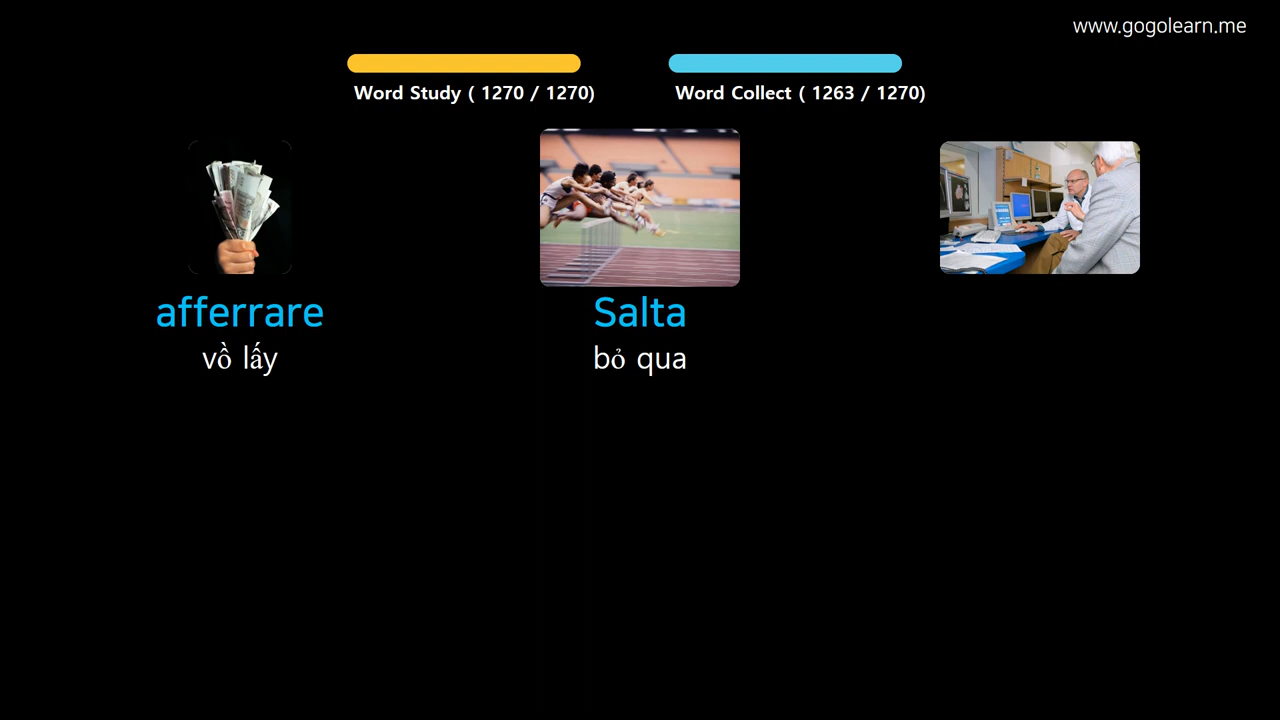 www.gogolearn.me
Word Study ( 1270 / 1270)
Word Collect ( 1263 / 1270)
afferrare
Salta
vồ lấy
bỏ qua